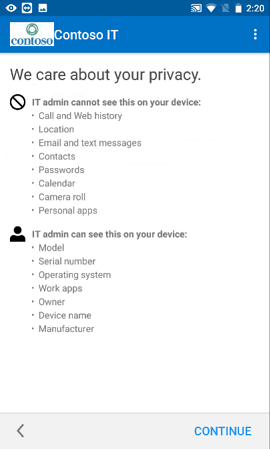 2:20
contoso
Contoso IT
We care about your privacy.
IT admin cannot see this on your device:
• Call and Web history
• Location
• Email and text messages
• Contacts
• Passwords
• Calendar
• Camera roll
• Personal apps
IT admin can see this on your device:
• Model
• Serial number
• Operating system
• Work apps
• Owner
• Device name
• Manufacturer
CONTINUE